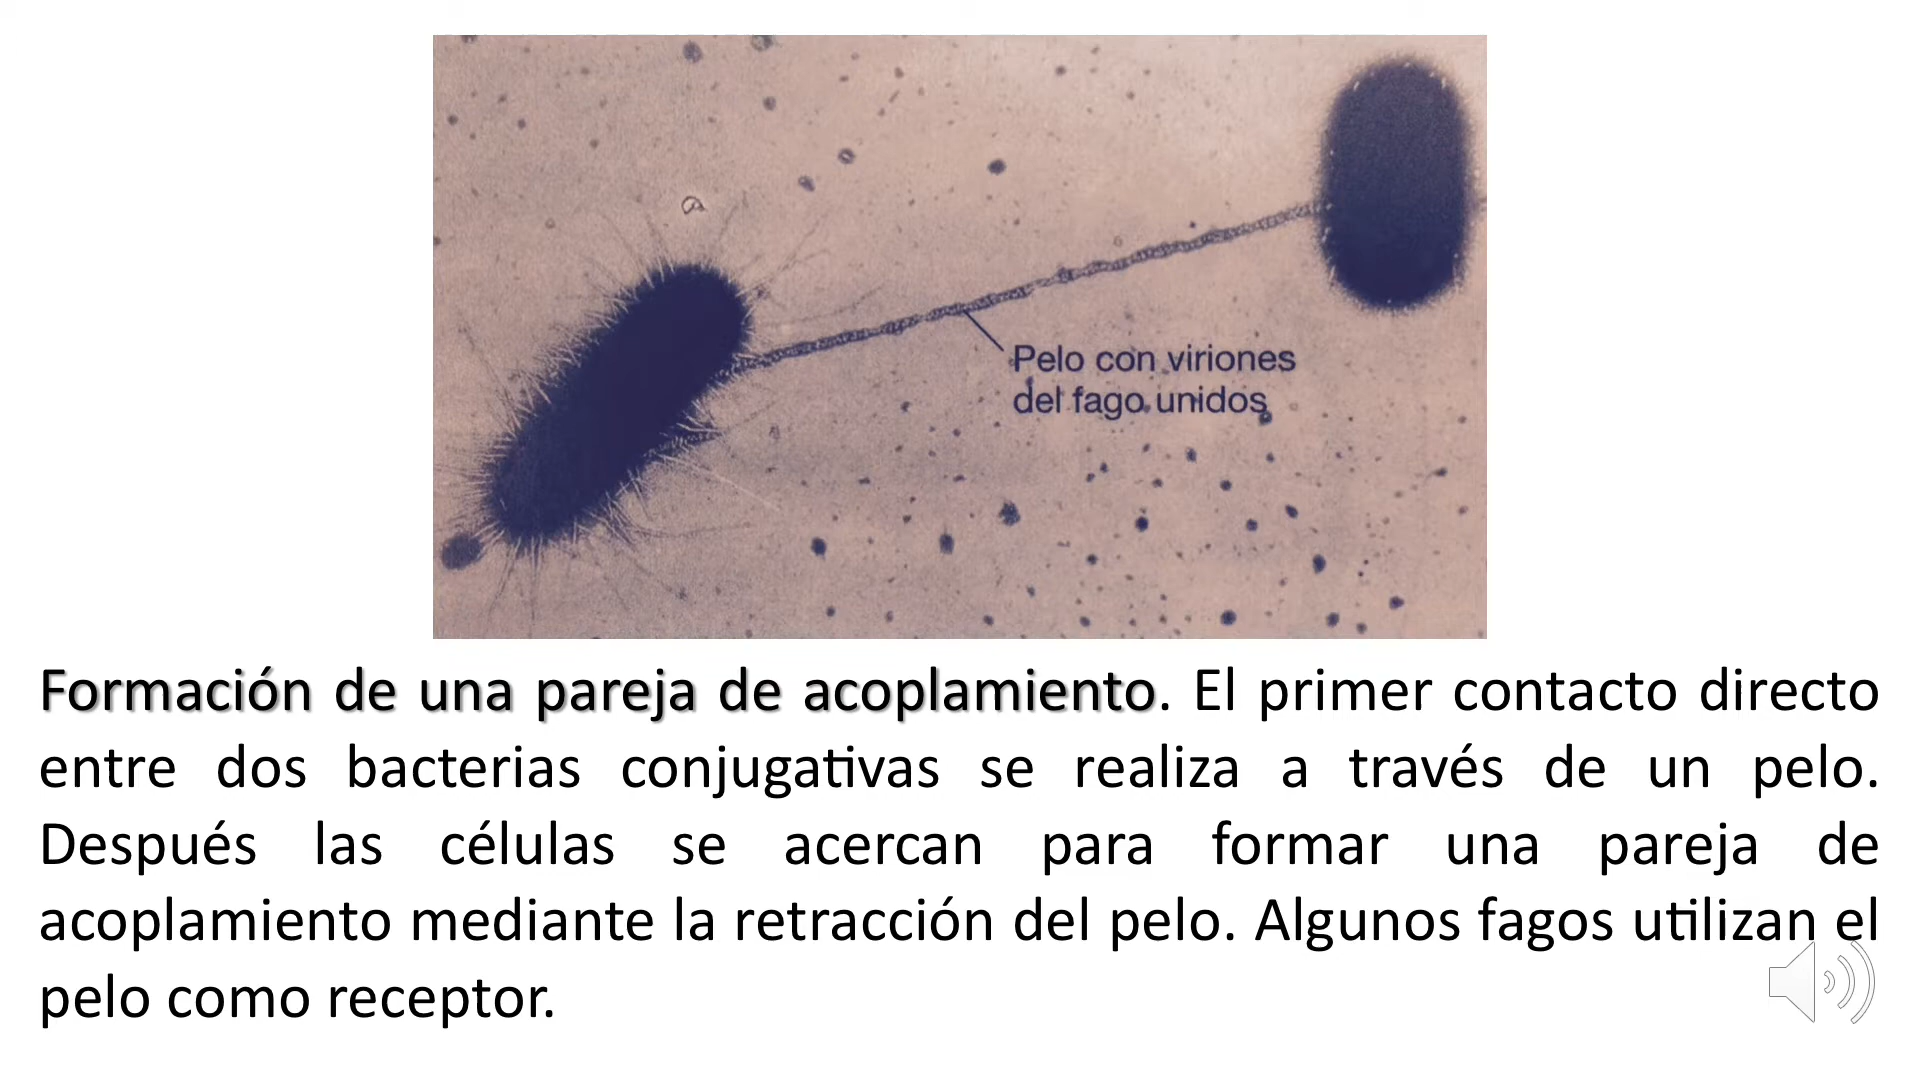 Pelo con viriones
del fago unidos
Formación de una pareja de acoplamiento. El primer contacto directo
entre dos bacterias conjugativas se realiza a través de un pelo.
Después las células se acercan para formar una pareja de
acoplamiento mediante la retracción del pelo. Algunos fagos utilizan el
pelo como receptor.